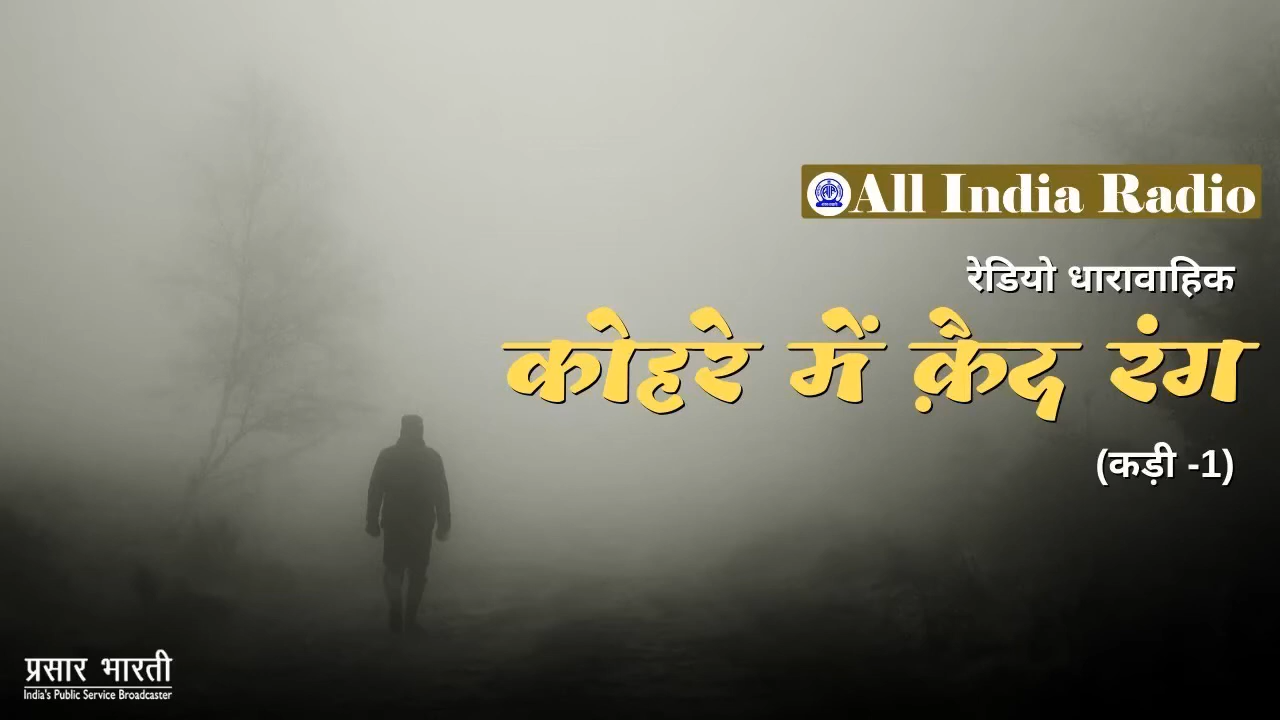 All India Radio
रेडियो धारावाहिक
कोहरे में क़ैद रंग
(कड़ी -1)
प्रसार भारती
India's Public Service Broadcaster